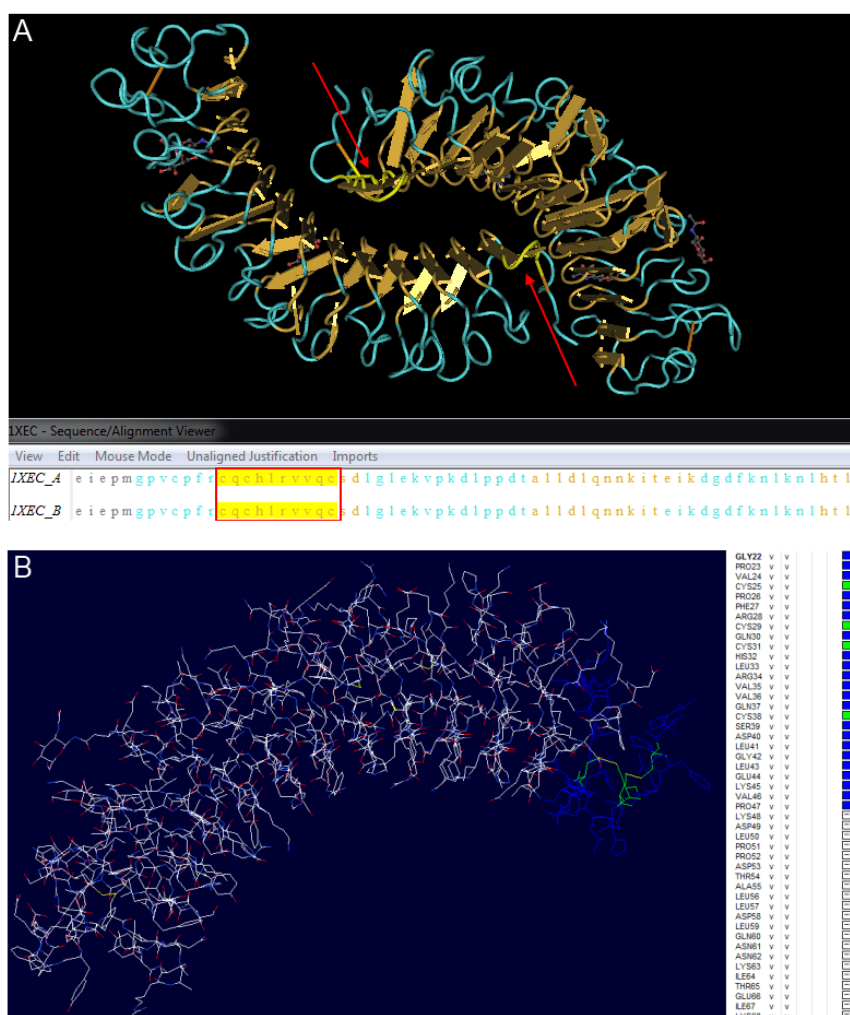 A
1XEC - Sequence/Alignment Viewer
View Edit Mouse Mode Unaligned Justification Imports
1XEC_A e i e p m g p v c p f r c q c h l r v v q c s d l g l e k v p k d l p p d t a l l d l q n n k i t e i k d g d f k n l k n l h t l
1XEC_B e i e p m g p v c p f r c q c h l r v v q c s d l g l e k v p k d l p p d t a l l d l q n n k i t e i k d g d f k n l k n l h t l
B
GLY22 v v
PRO23 v v
VAL24 v v
CYS25 v v
PRO26 v v
PHE27 v v
ARG28 v v
CYS29 v v
GLN30 v v
CYS31 v v
HIS32 v v
LEU33 v v
ARG34 v v
VAL35 v v
VAL36 v v
GLN37 v v
CYS38 v v
SER39 v v
ASP40 v v
LEU41 v v
GLY42 v v
LEU43 v v
GLU44 v v
LYS45 v v
VAL46 v v
PRO47 v v
LYS48 v v
ASP49 v v
LEU50 v v
PRO51 v v
PRO52 v v
ASP53 v v
THR54 v v
ALA55 v v
LEU56 v v
LEU57 v v
ASP58 v v
LEU59 v v
GLN60 v v
ASN61 v v
ASN62 v v
LYS63 v v
ILE64 v v
THR65 v v
GLU66 v v
ILE67 v v